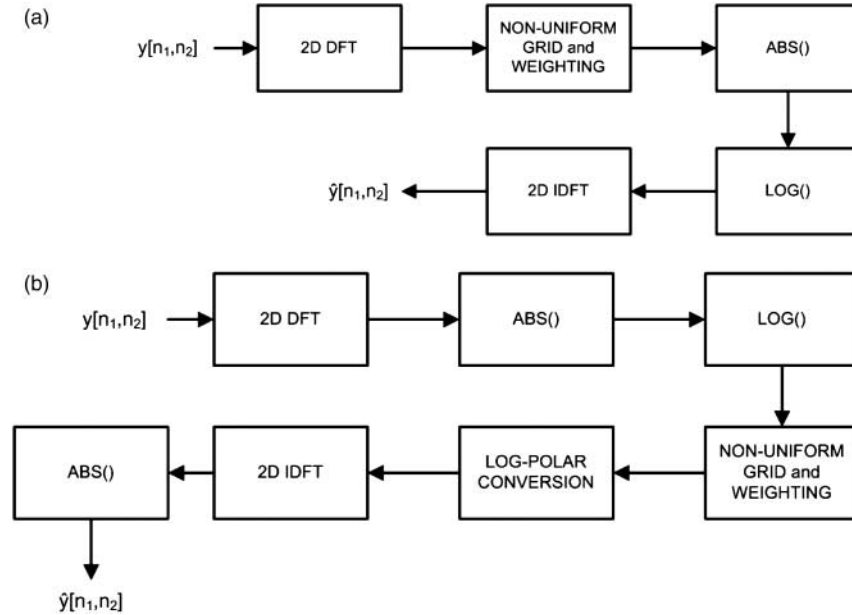 (a)
y[n₁,n₂]
2D DFT
NON-UNIFORM
GRID and
WEIGHTING
ABS()
ŷ[n₁,n₂]
2D IDFT
LOG()
(b)
y[n₁,n₂]
2D DFT
ABS()
LOG()
ABS()
2D IDFT
LOG-POLAR
CONVERSION
NON-UNIFORM
GRID and
WEIGHTING
ŷ[n₁,n₂]